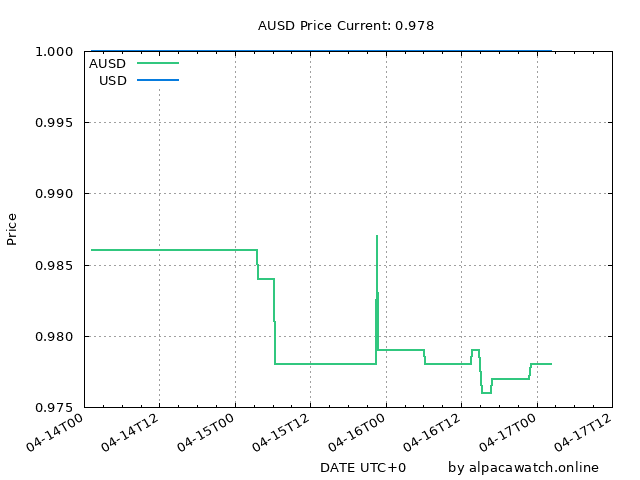 AUSD Price Current: 0.978
1.000
AUSD
USD
0.995
0.990
Price
0.985
0.980
0.975
04-14T00 04-14T12 04-15T00 04-15T12 04-16T00 04-16T12 04-17T00 04-17T12
DATE UTC+0 by alpacawatch.online